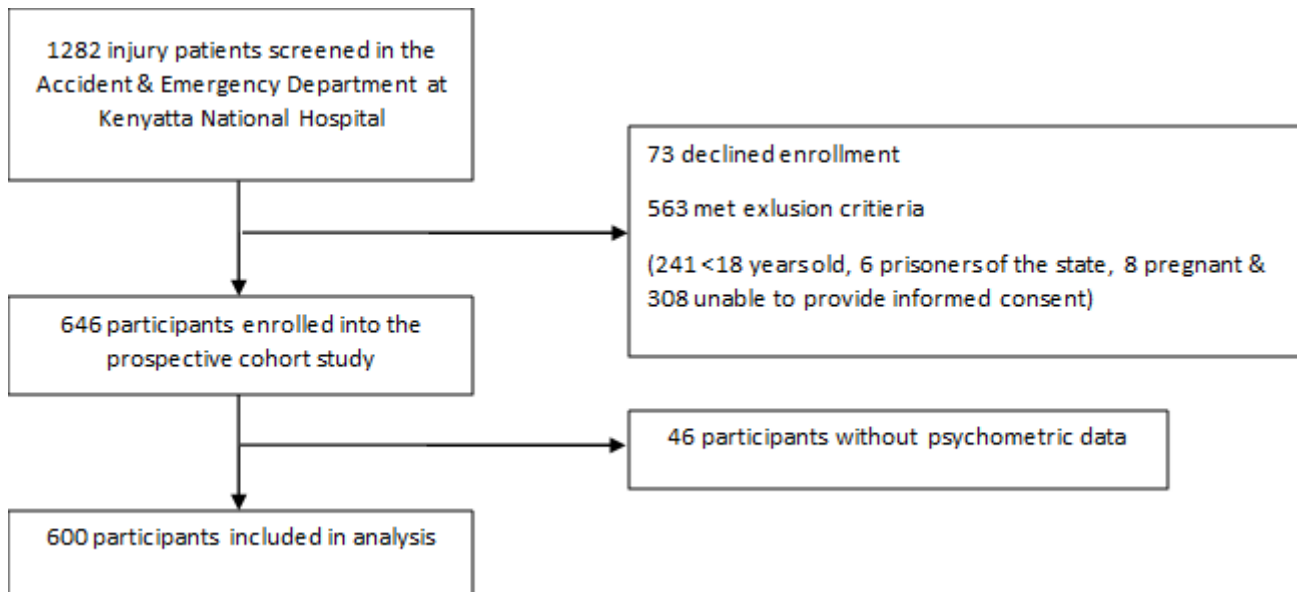 1282 injury patients screened in the
Accident & Emergency Department at
Kenyatta National Hospital
73 declined enrollment
563 met exlusion critieria
(241 <18 years old, 6 prisoners of the state, 8 pregnant &
308 unable to provide informed consent)
646 participants enrolled into the
prospective cohort study
46 participants without psychometric data
600 participants included in analysis